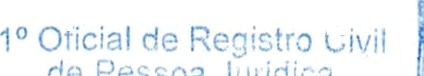 1º Oficial de Registro Civil
de Pessoa Jurídica